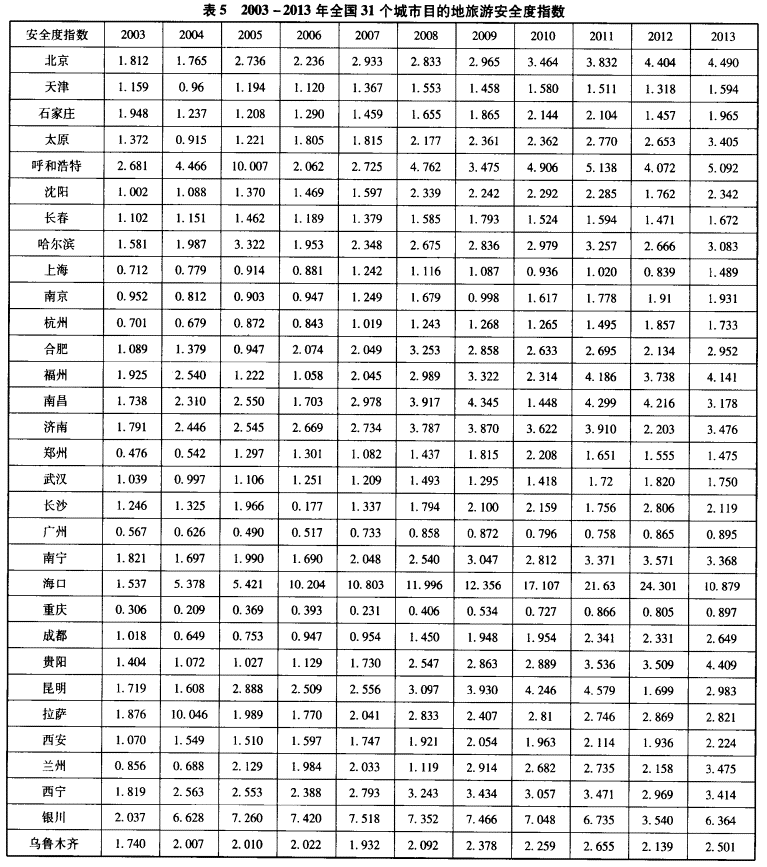 表 5 2003－2013 年全国 31 个城市目的地旅游安全度指数
安全度指数 2003 2004 2005 2006 2007 2008 2009 2010 2011 2012 2013
北京 1.812 1.765 2.736 2.236 2.933 2.833 2.965 3.464 3.832 4.404 4.490
天津 1.159 0.96 1.194 1.120 1.367 1.553 1.458 1.580 1.511 1.318 1.594
石家庄 1.948 1.237 1.208 1.290 1.459 1.655 1.865 2.144 2.104 1.457 1.965
太原 1.372 0.915 1.221 1.805 1.815 2.177 2.361 2.362 2.770 2.653 3.405
呼和浩特 2.681 4.466 10.007 2.062 2.725 4.762 3.475 4.906 5.138 4.072 5.092
沈阳 1.002 1.088 1.370 1.469 1.597 2.339 2.242 2.292 2.285 1.762 2.342
长春 1.102 1.151 1.462 1.189 1.379 1.585 1.793 1.524 1.594 1.471 1.672
哈尔滨 1.581 1.987 3.322 1.953 2.348 2.675 2.836 2.979 3.257 2.666 3.083
上海 0.712 0.779 0.914 0.881 1.242 1.116 1.087 0.936 1.020 0.839 1.489
南京 0.952 0.812 0.903 0.947 1.249 1.679 0.998 1.617 1.778 1.91 1.931
杭州 0.701 0.679 0.872 0.843 1.019 1.243 1.268 1.265 1.495 1.857 1.733
合肥 1.089 1.379 0.947 2.074 2.049 3.253 2.858 2.633 2.695 2.134 2.952
福州 1.925 2.540 1.222 1.058 2.045 2.989 3.322 2.314 4.186 3.738 4.141
南昌 1.738 2.310 2.550 1.703 2.978 3.917 4.345 1.448 4.299 4.216 3.178
济南 1.791 2.446 2.545 2.669 2.734 3.787 3.870 3.622 3.910 2.203 3.476
郑州 0.476 0.542 1.297 1.301 1.082 1.437 1.815 2.208 1.651 1.555 1.475
武汉 1.039 0.997 1.106 1.251 1.209 1.493 1.295 1.418 1.72 1.820 1.750
长沙 1.246 1.325 1.966 0.177 1.337 1.794 2.100 2.159 1.756 2.806 2.119
广州 0.567 0.626 0.490 0.517 0.733 0.858 0.872 0.796 0.758 0.865 0.895
南宁 1.821 1.697 1.990 1.690 2.048 2.540 3.047 2.812 3.371 3.571 3.368
海口 1.537 5.378 5.421 10.204 10.803 11.996 12.356 17.107 21.63 24.301 10.879
重庆 0.306 0.209 0.369 0.393 0.231 0.406 0.534 0.727 0.866 0.805 0.897
成都 1.018 0.649 0.753 0.947 0.954 1.450 1.948 1.954 2.341 2.331 2.649
贵阳 1.404 1.072 1.027 1.129 1.730 2.547 2.863 2.889 3.536 3.509 4.409
昆明 1.719 1.608 2.888 2.509 2.556 3.097 3.930 4.246 4.579 1.699 2.983
拉萨 1.876 10.046 1.989 1.770 2.041 2.833 2.407 2.81 2.746 2.869 2.821
西安 1.070 1.549 1.510 1.597 1.747 1.921 2.054 1.963 2.114 1.936 2.224
兰州 0.856 0.688 2.129 1.984 2.033 1.119 2.914 2.682 2.735 2.158 3.475
西宁 1.819 2.563 2.553 2.388 2.793 3.243 3.434 3.057 3.471 2.969 3.414
银川 2.037 6.628 7.260 7.420 7.518 7.352 7.466 7.048 6.735 3.540 6.364
乌鲁木齐 1.740 2.007 2.010 2.022 1.932 2.092 2.378 2.259 2.655 2.139 2.501